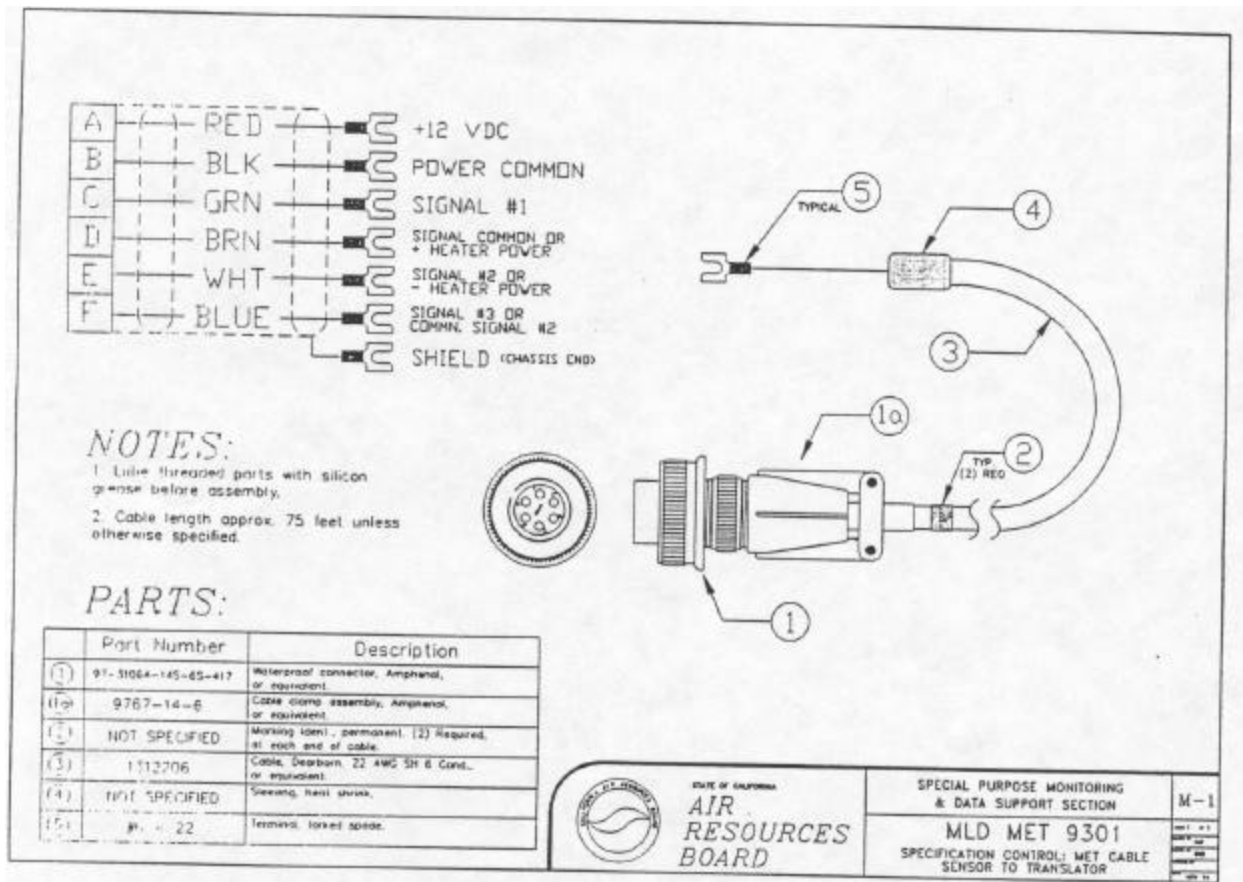 A RED +12 VDC
B BLK POWER COMMON
C GRN SIGNAL #1
D BRN SIGNAL COMMON OR
+ HEATER POWER
E WHT SIGNAL #2 OR
- HEATER POWER
F BLUE SIGNAL #3 OR
COMMN. SIGNAL #2
SHIELD (CHASSIS END)
5
TYPICAL
4
3
1a
2
TYP
(2) REQ
1
NOTES:
1. Lube threaded parts with silicon
grease before assembly.
2. Cable length approx. 75 feet unless
otherwise specified.
PARTS:
Part Number Description
(1) 97-3106A-14S-6S-417 Waterproof connector, Amphenol,
or equivalent.
(1a) 9767-14-6 Cable clamp assembly, Amphenol,
or equivalent.
NOT SPECIFIED Marking ident., permanent. (2) Required,
at each end of cable.
(3) 1312206 Cable, Dearborn, 22 AWG SH 6 Cond.,
or equivalent.
(4) NOT SPECIFIED Sleeving, heat shrink.
(5) 22 Terminal, forked spade.
STATE OF CALIFORNIA
AIR
RESOURCES
BOARD
SPECIAL PURPOSE MONITORING
& DATA SUPPORT SECTION
M-1
MLD MET 9301
SPECIFICATION CONTROL: MET CABLE
SENSOR TO TRANSLATOR